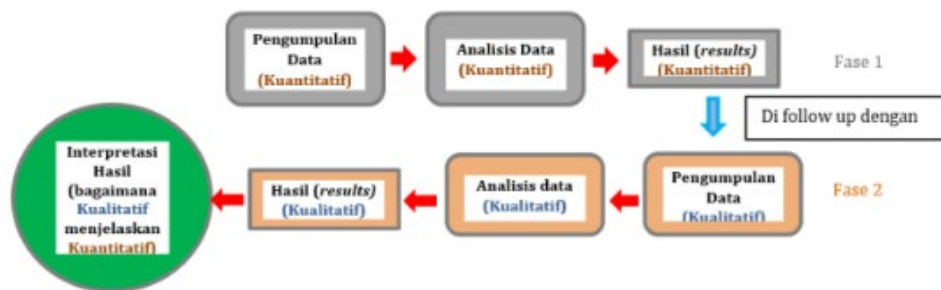 Pengumpulan
Data
(Kuantitatif)
Analisis Data
(Kuantitatif)
Hasil (results)
(Kuantitatif)
Fase 1
Di follow up dengan
Interpretasi
Hasil
(bagaimana
Kualitatif
menjelaskan
Kuantitatif)
Hasil (results)
(Kualitatif)
Analisis data
(Kualitatif)
Pengumpulan
Data
(Kualitatif)
Fase 2